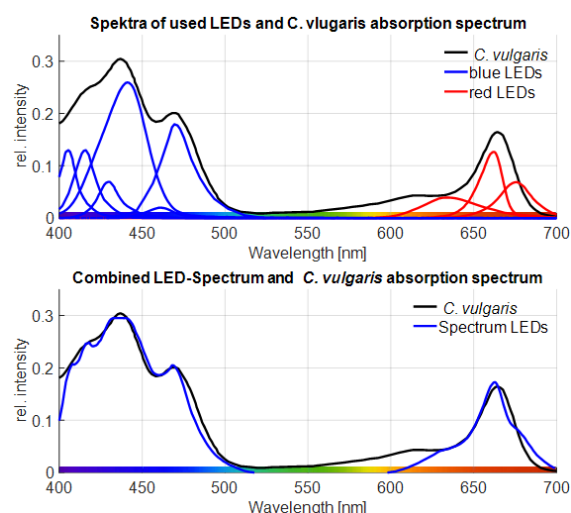 Spektra of used LEDs and C. vlugaris absorption spectrum
C. vulgaris
blue LEDs
red LEDs
rel. intensity
0.3
0.2
0.1
0
400 450 500 550 600 650 700
Wavelength [nm]
Combined LED-Spectrum and C. vulgaris absorption spectrum
C. vulgaris
Spectrum LEDs
rel. intensity
0.3
0.2
0.1
0
400 450 500 550 600 650 700
Wavelength [nm]